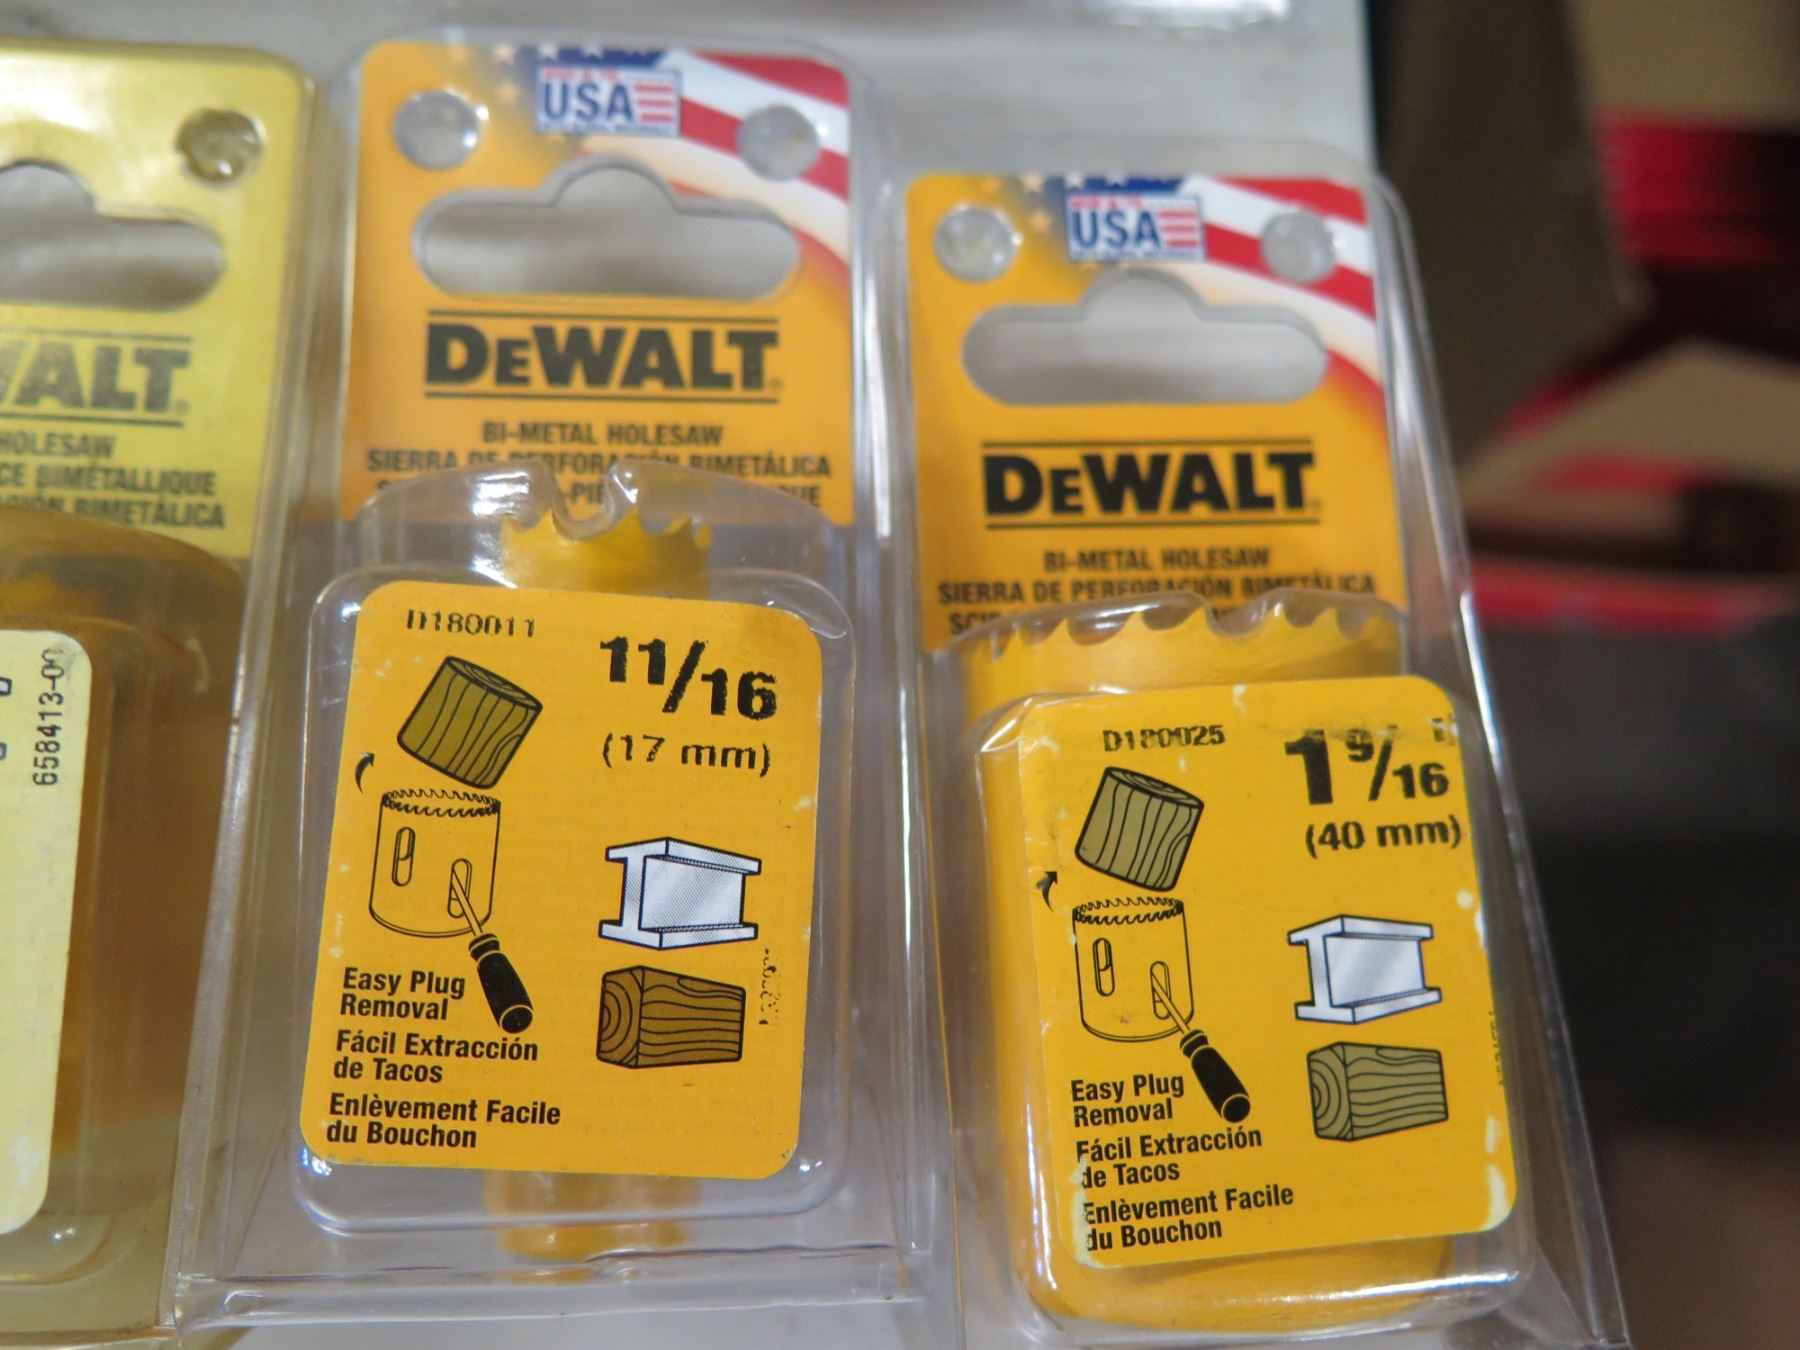 WALT
HOLESAW
CE BIMÉTALLIQUE
BIMETÁLICA
658413-00
USA
DEWALT
BI-METAL HOLESAW
SIERRA DE PERFORACIÓN BIMETÁLICA
D180011
11/16
(17 mm)
Easy Plug
Removal
Fácil Extracción
de Tacos
Enlèvement Facile
du Bouchon
USA
DEWALT
BI-METAL HOLESAW
SIERRA DE PERFORACIÓN BIMETÁLICA
D180025
1 9/16
(40 mm)
Easy Plug
Removal
Fácil Extracción
de Tacos
Enlèvement Facile
du Bouchon